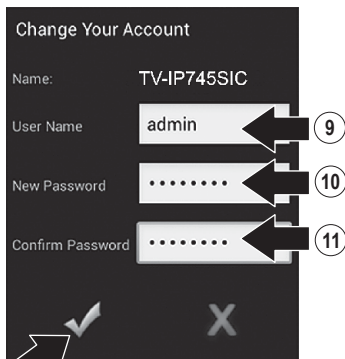 Change Your Account
Name: TV-IP745SIC
User Name admin 9
New Password •••••••• 10
Confirm Password •••••••• 11
X